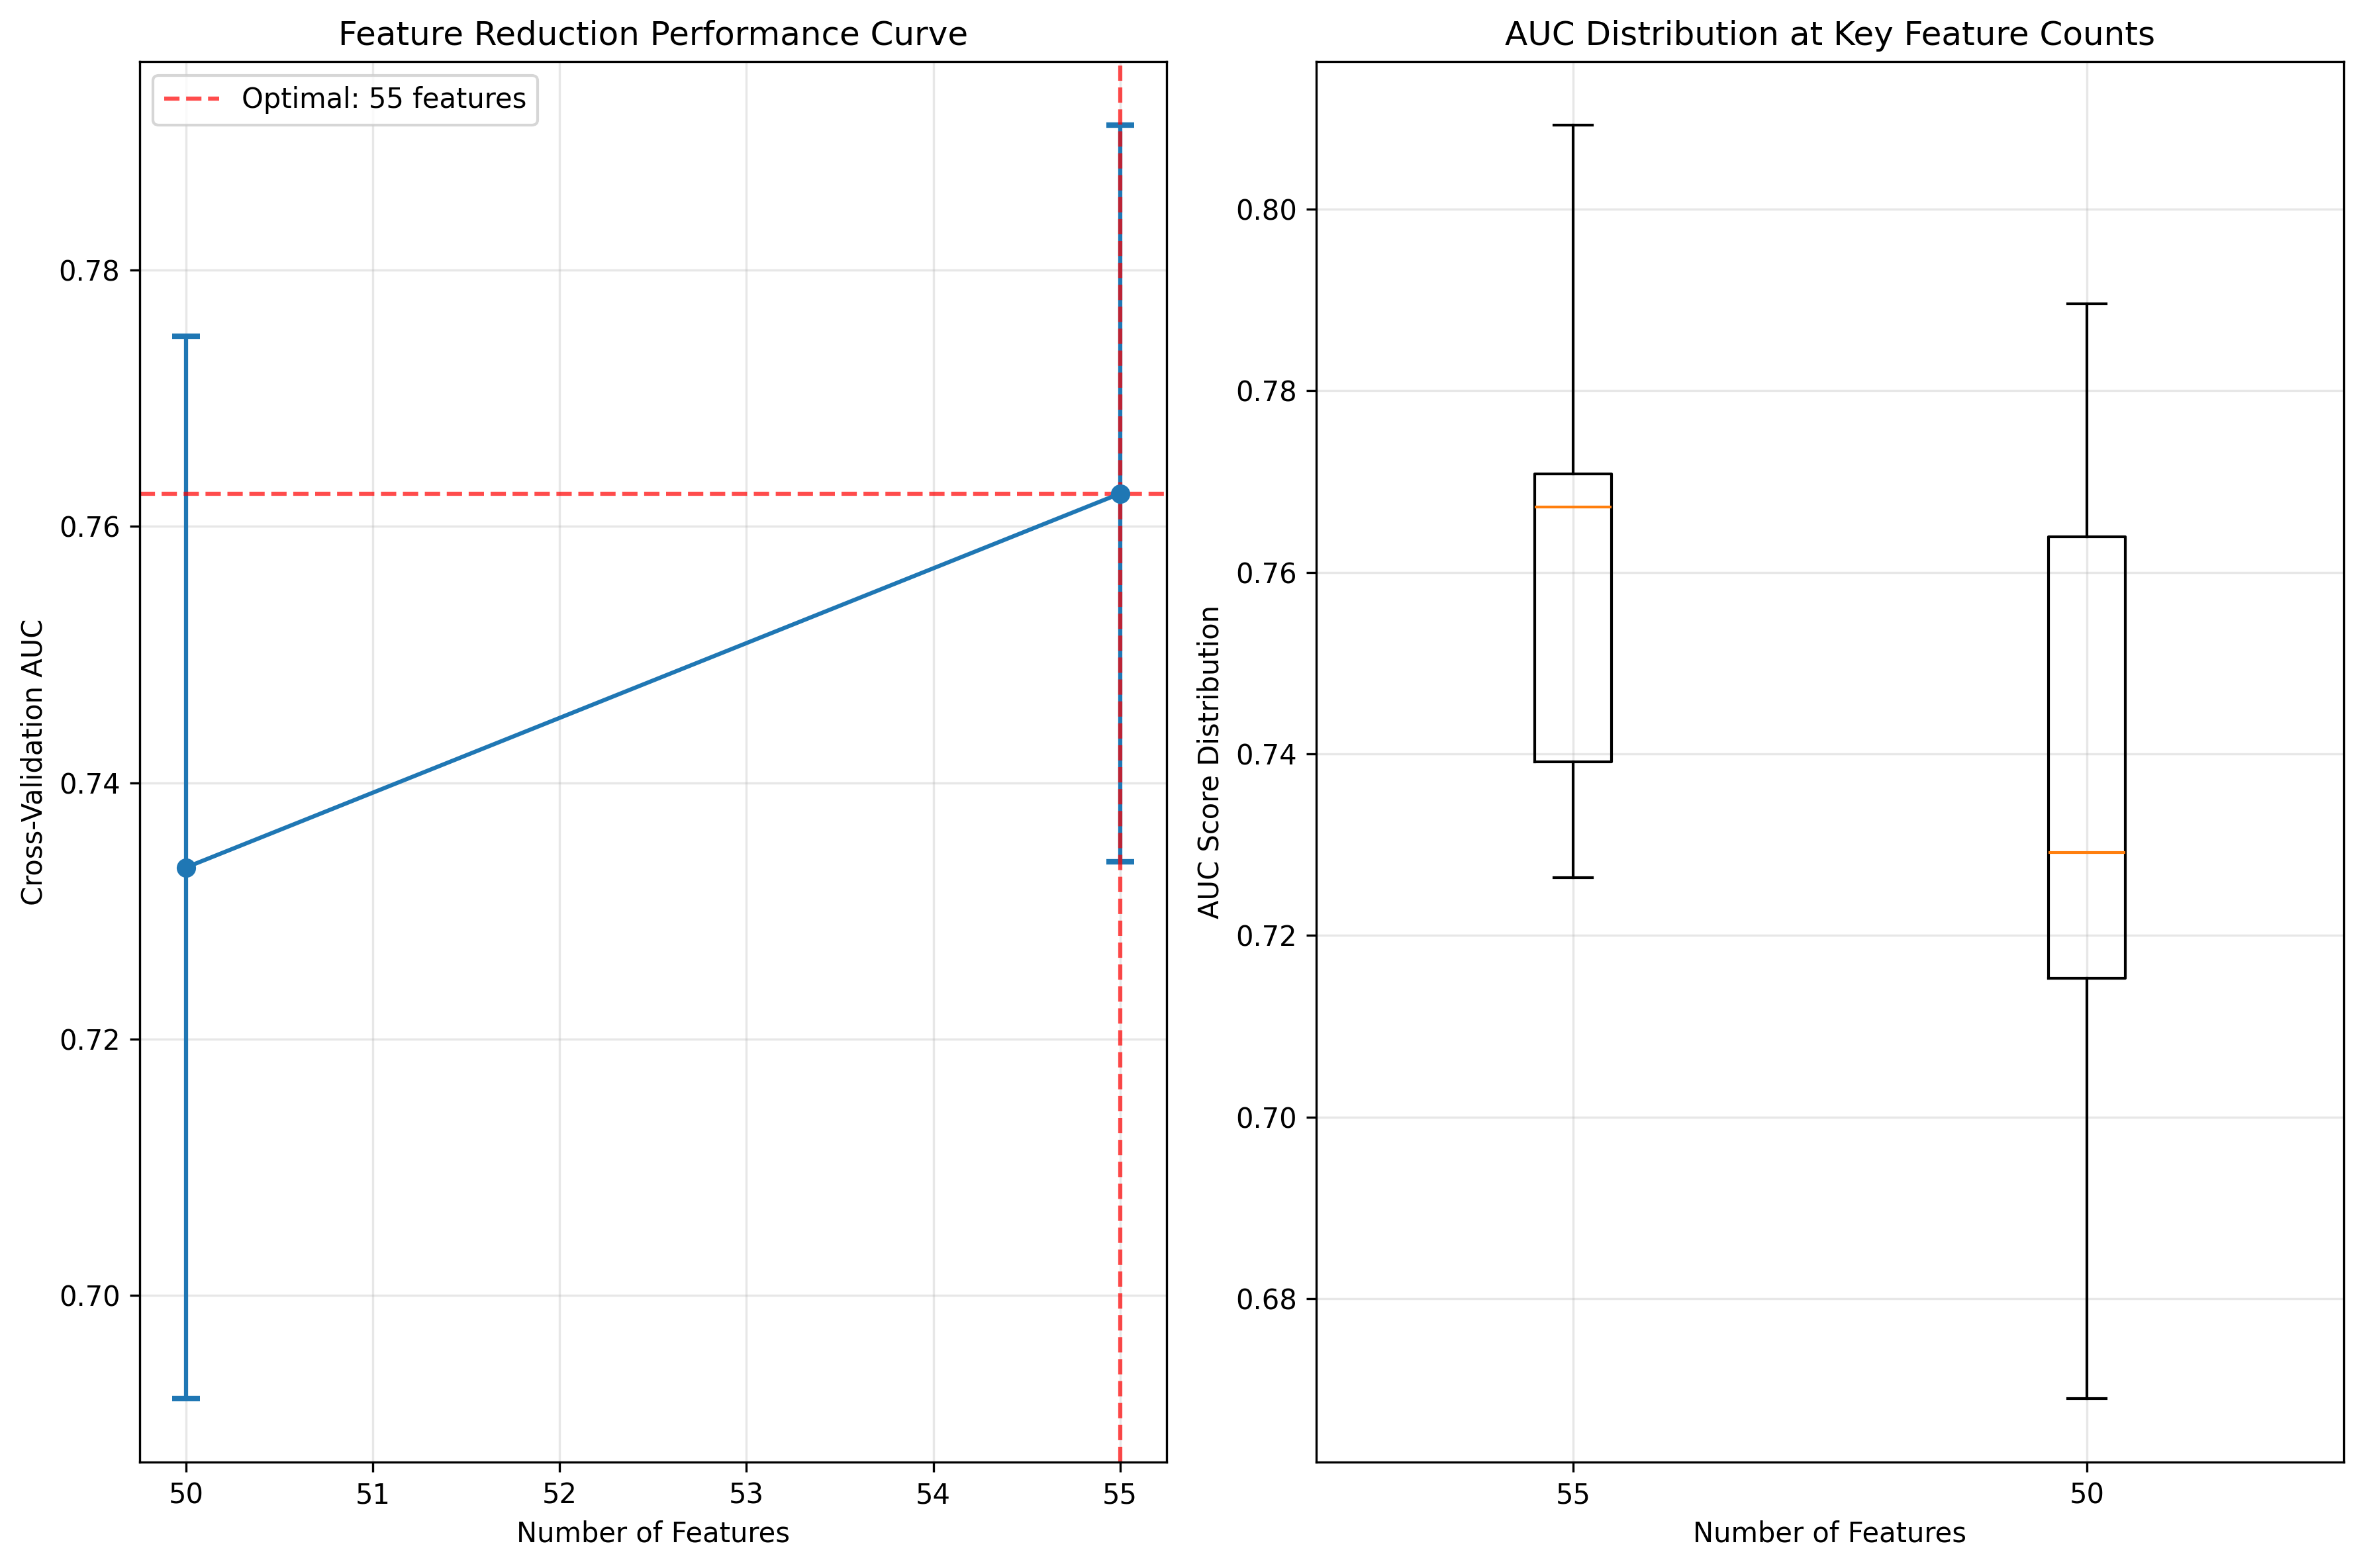 Feature Reduction Performance Curve
Optimal: 55 features
Cross-Validation AUC
0.78
0.76
0.74
0.72
0.70
50 51 52 53 54 55
Number of Features
AUC Distribution at Key Feature Counts
AUC Score Distribution
0.80
0.78
0.76
0.74
0.72
0.70
0.68
55 50
Number of Features